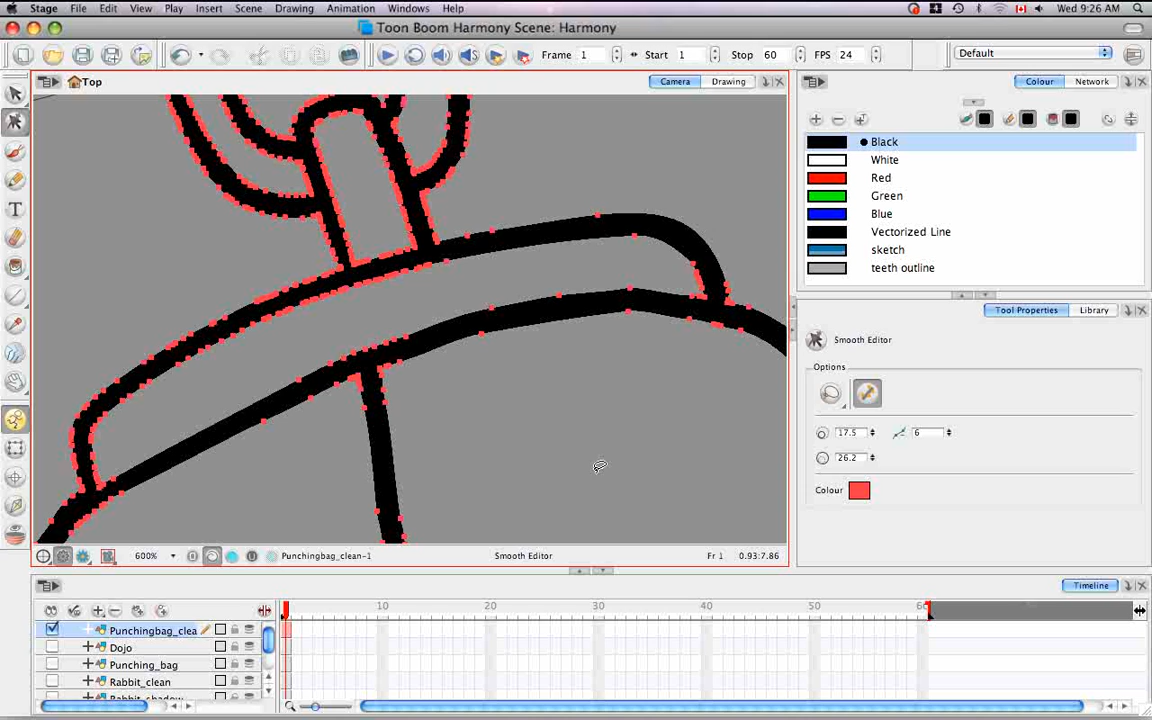 Stage File Edit View Play Insert Scene Drawing Animation Windows Help Wed 9:26 AM
Toon Boom Harmony Scene: Harmony
Frame 1 Start 1 Stop 60 FPS 24 Default
Top Camera Drawing Colour Network
Black
White
Red
Green
Blue
Vectorized Line
sketch
teeth outline
Tool Properties Library
Smooth Editor
Options
17.5 6
26.2
Colour
600% Punchingbag_clean-1 Smooth Editor Fr 1 0.93:7.86
Timeline
10 20 30 40 50 60
Punchingbag_clea
Dojo
Punching_bag
Rabbit_clean
Rabbit_shadow